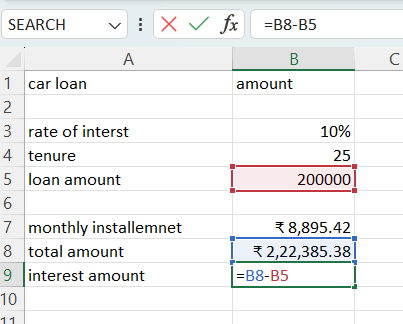 SEARCH =B8-B5
A B C
1 car loan amount
2
3 rate of interst 10%
4 tenure 25
5 loan amount 200000
6
7 monthly installemnet ₹ 8,895.42
8 total amount ₹ 2,22,385.38
9 interest amount =B8-B5
10
11